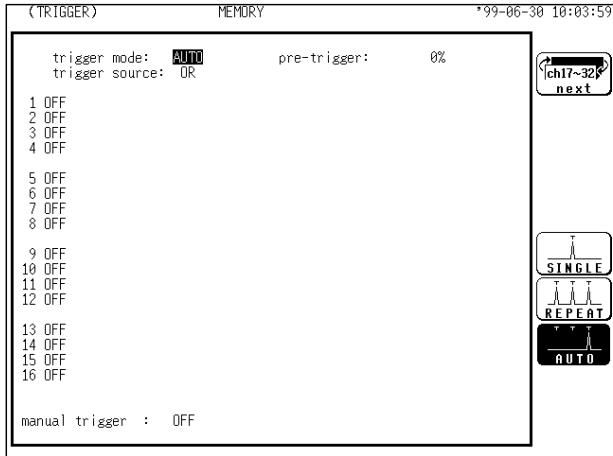 (TRIGGER) MEMORY '99-06-30 10:03:59
trigger mode: AUTO pre-trigger: 0%
trigger source: OR
ch17~32
next
1 OFF
2 OFF
3 OFF
4 OFF
5 OFF
6 OFF
7 OFF
8 OFF
9 OFF
10 OFF
11 OFF
12 OFF
13 OFF
14 OFF
15 OFF
16 OFF
T
SINGLE
T T T
REPEAT
T T T
AUTO
manual trigger : OFF